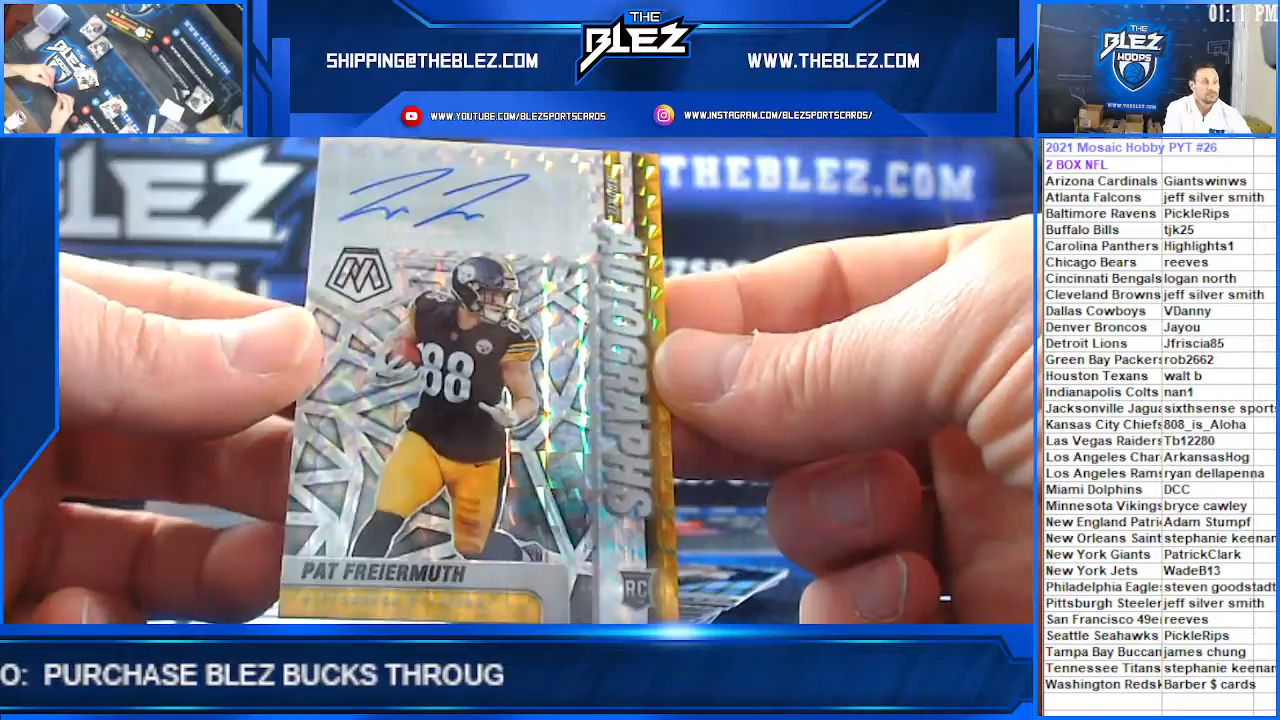 THE
BLEZ
SHIPPING@THEBLEZ.COM
WWW.THEBLEZ.COM
WWW.YOUTUBE.COM/BLEZSPORTSCARDS
WWW.INSTAGRAM.COM/BLEZSPORTSCARDS/
01:11 PM
THE
BLEZ
HOOPS
WWW.THEBLEZ.COM
THEBLEZ.COM
AUTOGRAPHS
88
PAT FREIERMUTH
RC
2021 Mosaic Hobby PYT #26
2 BOX NFL
Arizona Cardinals Giantswinws
Atlanta Falcons jeff silver smith
Baltimore Ravens PickleRips
Buffalo Bills tjk25
Carolina Panthers Highlights1
Chicago Bears reeves
Cincinnati Bengals logan north
Cleveland Browns jeff silver smith
Dallas Cowboys VDanny
Denver Broncos Jayou
Detroit Lions Jfriscia85
Green Bay Packers rob2662
Houston Texans walt b
Indianapolis Colts nan1
Jacksonville Jagua sixthsense sport
Kansas City Chiefs 808_is_Aloha
Las Vegas Raiders Tb12280
Los Angeles Char ArkansasHog
Los Angeles Rams ryan dellapenna
Miami Dolphins DCC
Minnesota Vikings bryce cawley
New England Patri Adam Stumpf
New Orleans Saint stephanie keenan
New York Giants PatrickClark
New York Jets WadeB13
Philadelphia Eagle steven goodstadt
Pittsburgh Steeler jeff silver smith
San Francisco 49e reeves
Seattle Seahawks PickleRips
Tampa Bay Buccan james chung
Tennessee Titans stephanie keenan
Washington Redsk Barber $ cards
O: PURCHASE BLEZ BUCKS THROUG